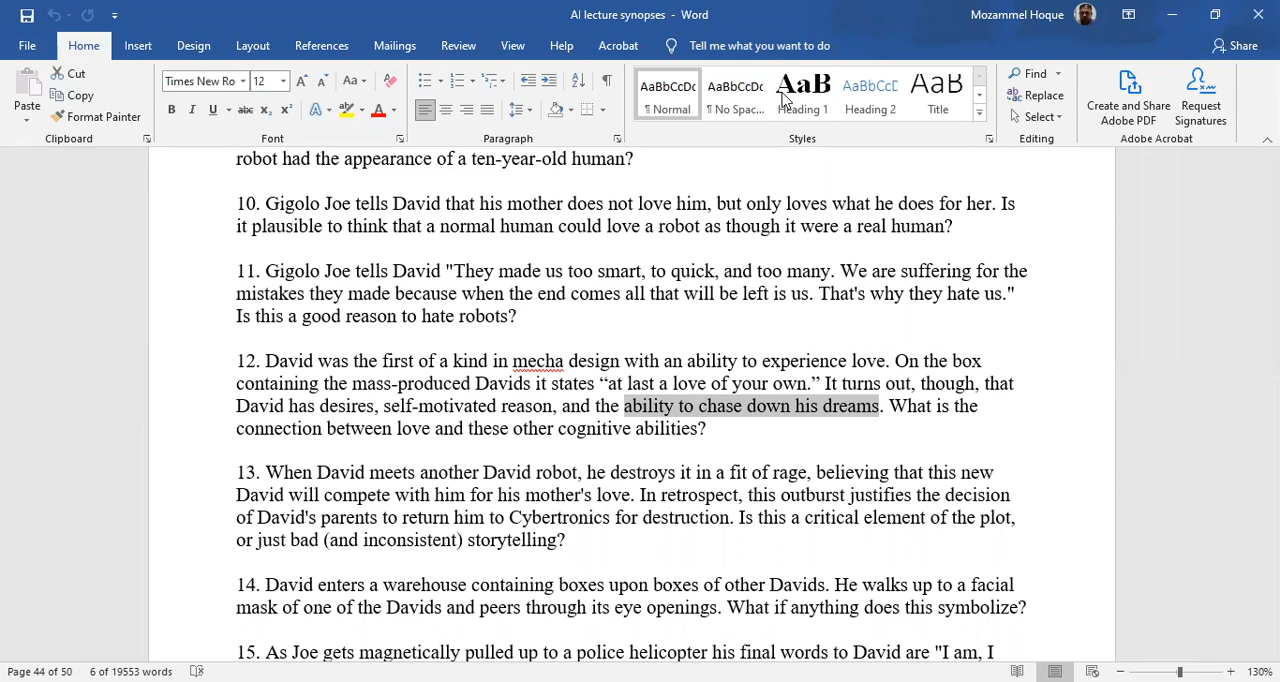 AI lecture synopses - Word
Mozammel Hoque
File Home Insert Design Layout References Mailings Review View Help Acrobat Tell me what you want to do Share
Paste
Cut
Copy
Format Painter
Clipboard
Times New Ro 12
B I U abc x₂ x²
Font
Paragraph
AaBbCcDc AaBbCcDc AaB AaBbCcD AaB
¶ Normal ¶ No Spac... Heading 1 Heading 2 Title
Styles
Find
Replace
Select
Editing
Create and Share Adobe PDF
Request Signatures
Adobe Acrobat
robot had the appearance of a ten-year-old human?
10. Gigolo Joe tells David that his mother does not love him, but only loves what he does for her. Is
it plausible to think that a normal human could love a robot as though it were a real human?
11. Gigolo Joe tells David "They made us too smart, to quick, and too many. We are suffering for the
mistakes they made because when the end comes all that will be left is us. That's why they hate us."
Is this a good reason to hate robots?
12. David was the first of a kind in mecha design with an ability to experience love. On the box
containing the mass-produced Davids it states “at last a love of your own.” It turns out, though, that
David has desires, self-motivated reason, and the ability to chase down his dreams. What is the
connection between love and these other cognitive abilities?
13. When David meets another David robot, he destroys it in a fit of rage, believing that this new
David will compete with him for his mother's love. In retrospect, this outburst justifies the decision
of David's parents to return him to Cybertronics for destruction. Is this a critical element of the plot,
or just bad (and inconsistent) storytelling?
14. David enters a warehouse containing boxes upon boxes of other Davids. He walks up to a facial
mask of one of the Davids and peers through its eye openings. What if anything does this symbolize?
15. As Joe gets magnetically pulled up to a police helicopter his final words to David are "I am, I
Page 44 of 50 6 of 19553 words
130%